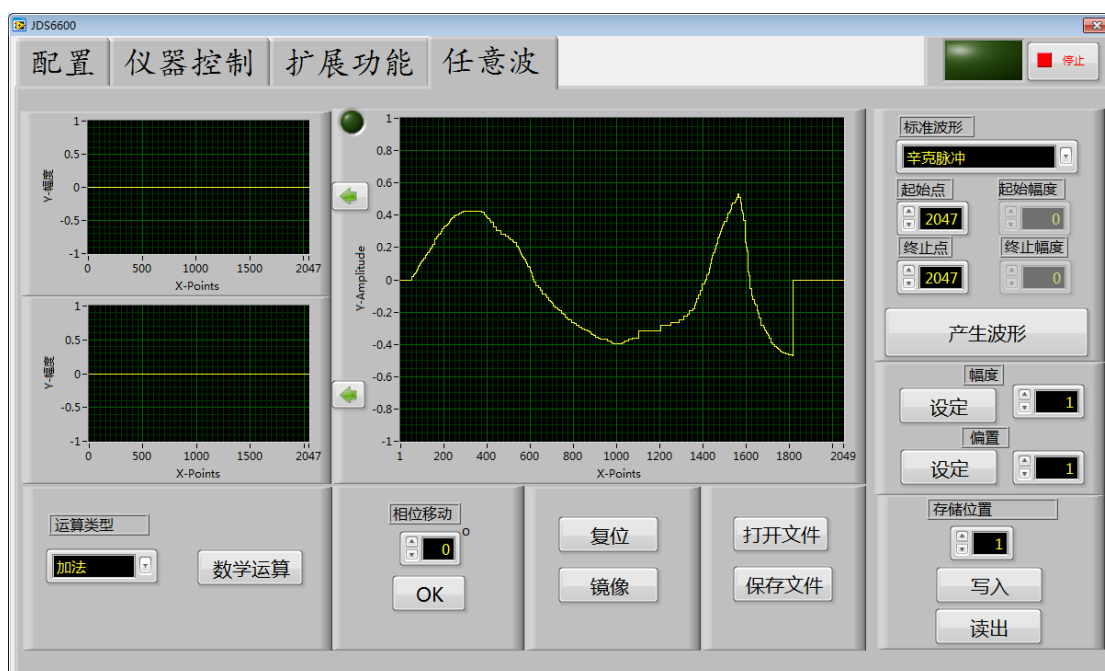 JDS6600
配置 仪器控制 扩展功能 任意波
停止
1
0.5
0
-0.5
-1
Y-幅度
0 500 1000 1500 2047
X-Points
1
0.5
0
-0.5
-1
Y-幅度
0 500 1000 1500 2047
X-Points
1
0.8
0.6
0.4
0.2
0
-0.2
-0.4
-0.6
-0.8
-1
Y-Amplitude
1 200 400 600 800 1000 1200 1400 1600 1800 2049
X-Points
标准波形
辛克脉冲
起始点 起始幅度
2047 0
终止点 终止幅度
2047 0
产生波形
幅度
设定 1
偏置
设定 1
运算类型
加法 数学运算
相位移动
0 o
OK
复位
镜像
打开文件
保存文件
存储位置
1
写入
读出